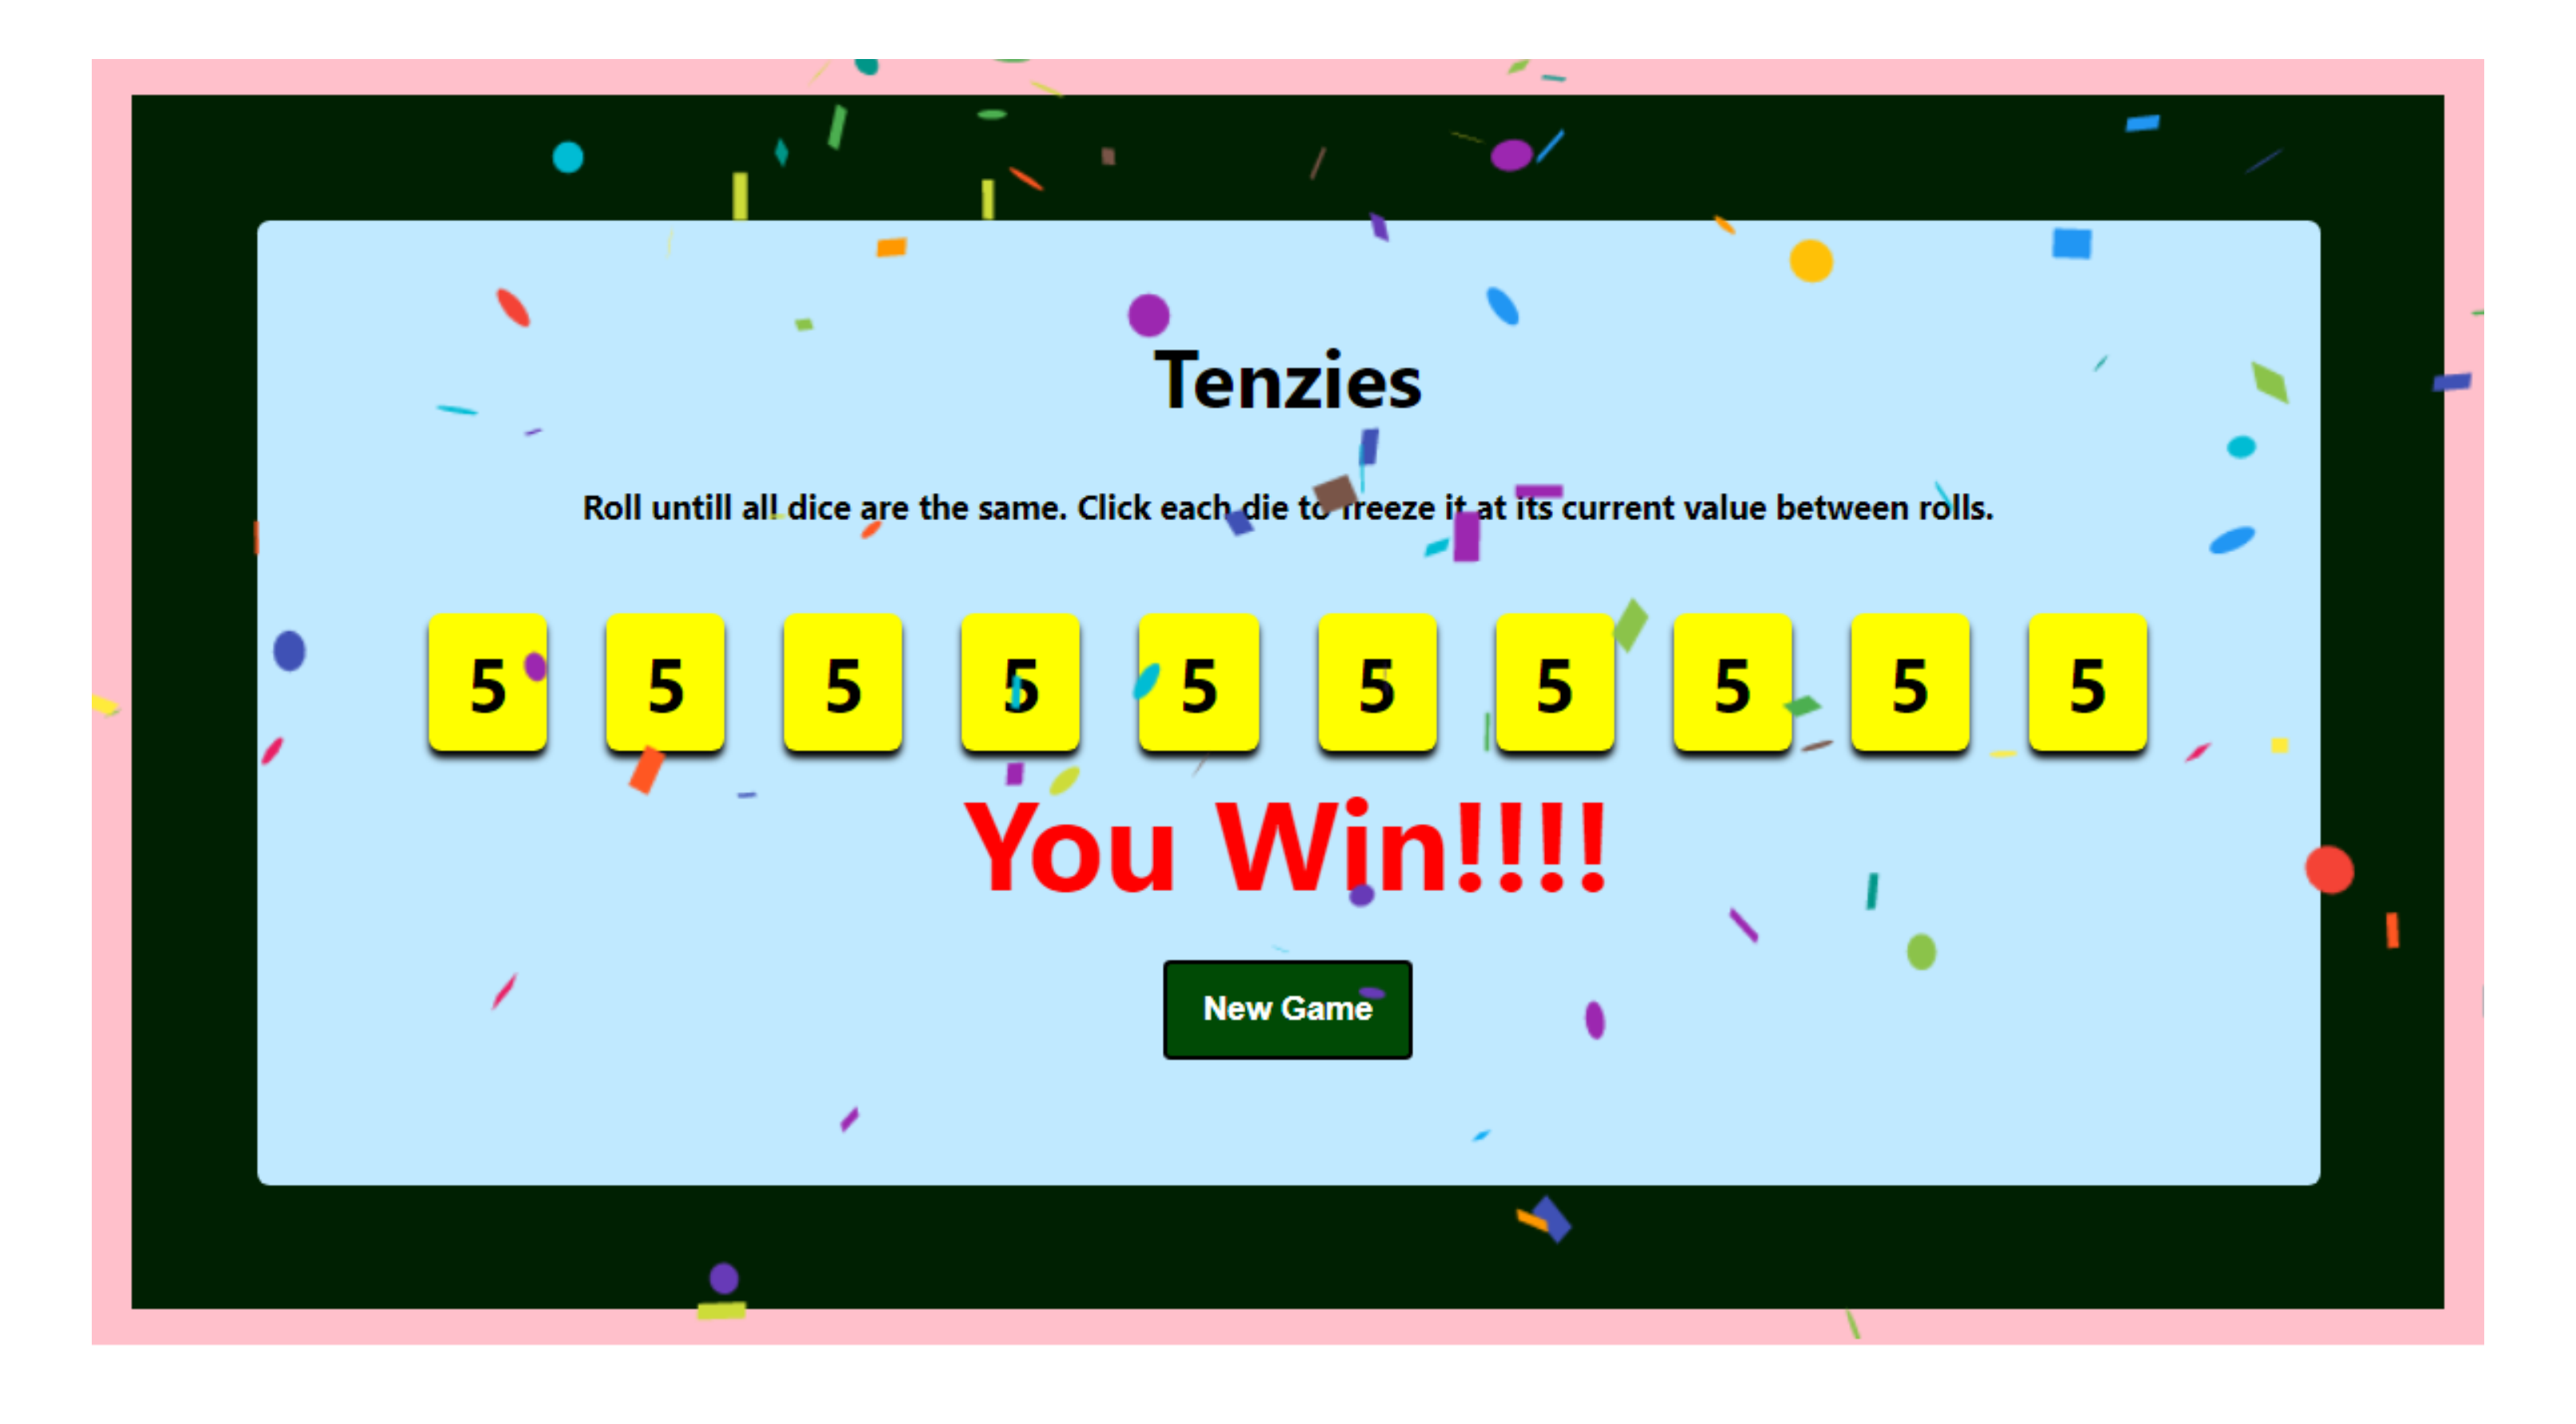 Tenzies
Roll untill all dice are the same. Click each die to freeze it at its current value between rolls.
5 5 5 5 5 5 5 5 5 5
You Win!!!!
New Game